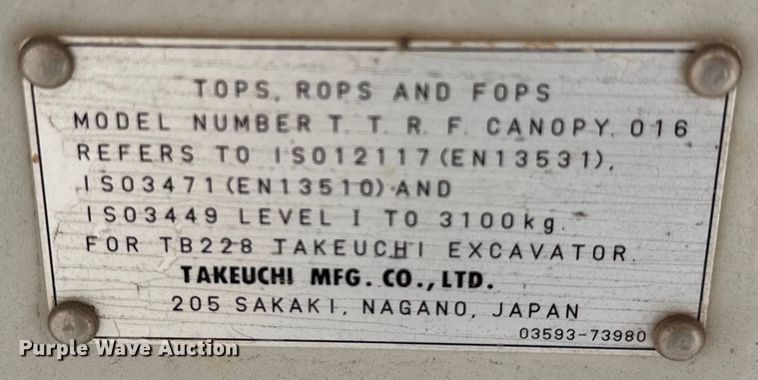 TOPS, ROPS AND FOPS
MODEL NUMBER T. T. R. F. CANOPY. 016
REFERS TO ISO12117(EN13531),
ISO3471(EN13510) AND
ISO3449 LEVEL I TO 3100kg.
FOR TB228 TAKEUCHI EXCAVATOR.
TAKEUCHI MFG. CO., LTD.
205 SAKAKI, NAGANO, JAPAN
03593-73980
Purple Wave Auction